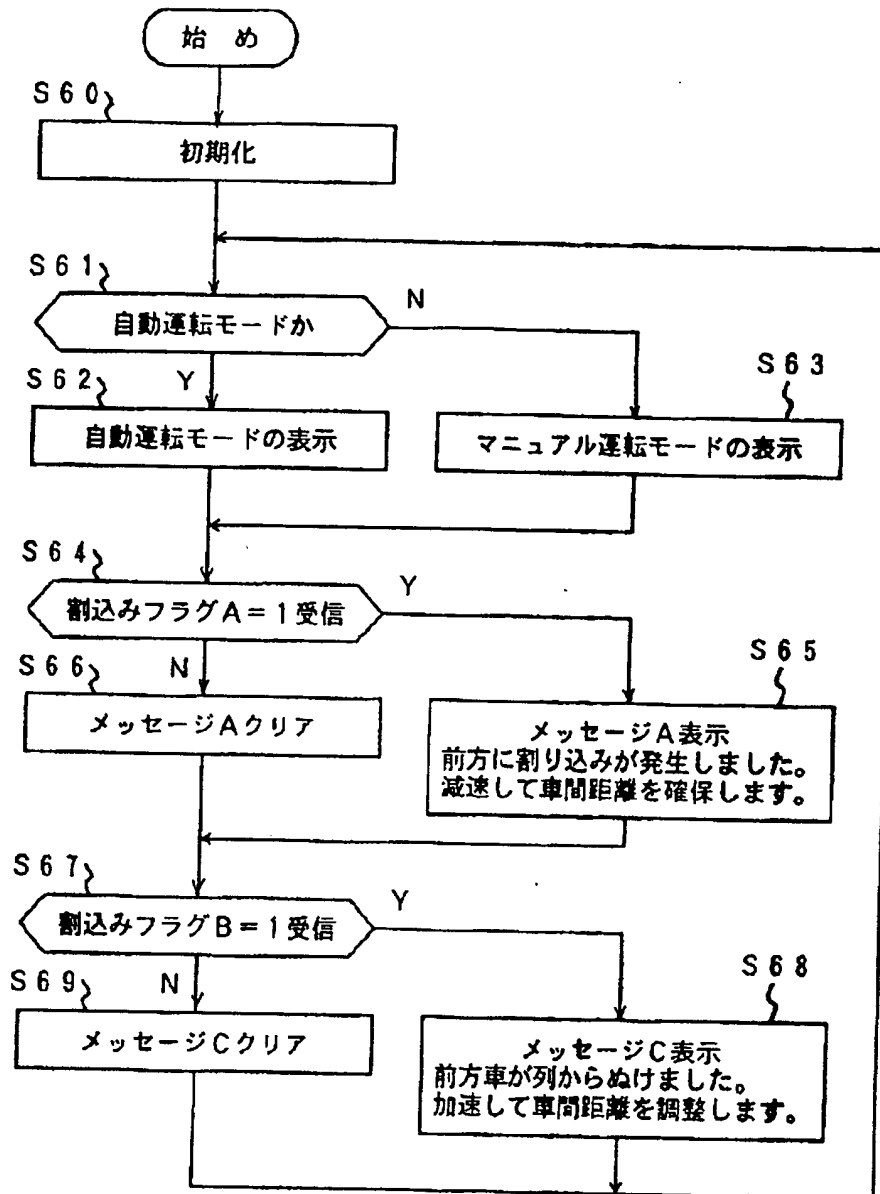 始め
S60
初期化
S61
自動運転モードか
N
Y
S62
自動運転モードの表示
S63
マニュアル運転モードの表示
S64
割込みフラグA=1受信
Y
N
S66
メッセージAクリア
S65
メッセージA表示
前方に割り込みが発生しました。
減速して車間距離を確保します。
S67
割込みフラグB=1受信
Y
N
S69
メッセージCクリア
S68
メッセージC表示
前方車が列からぬけました。
加速して車間距離を調整します。